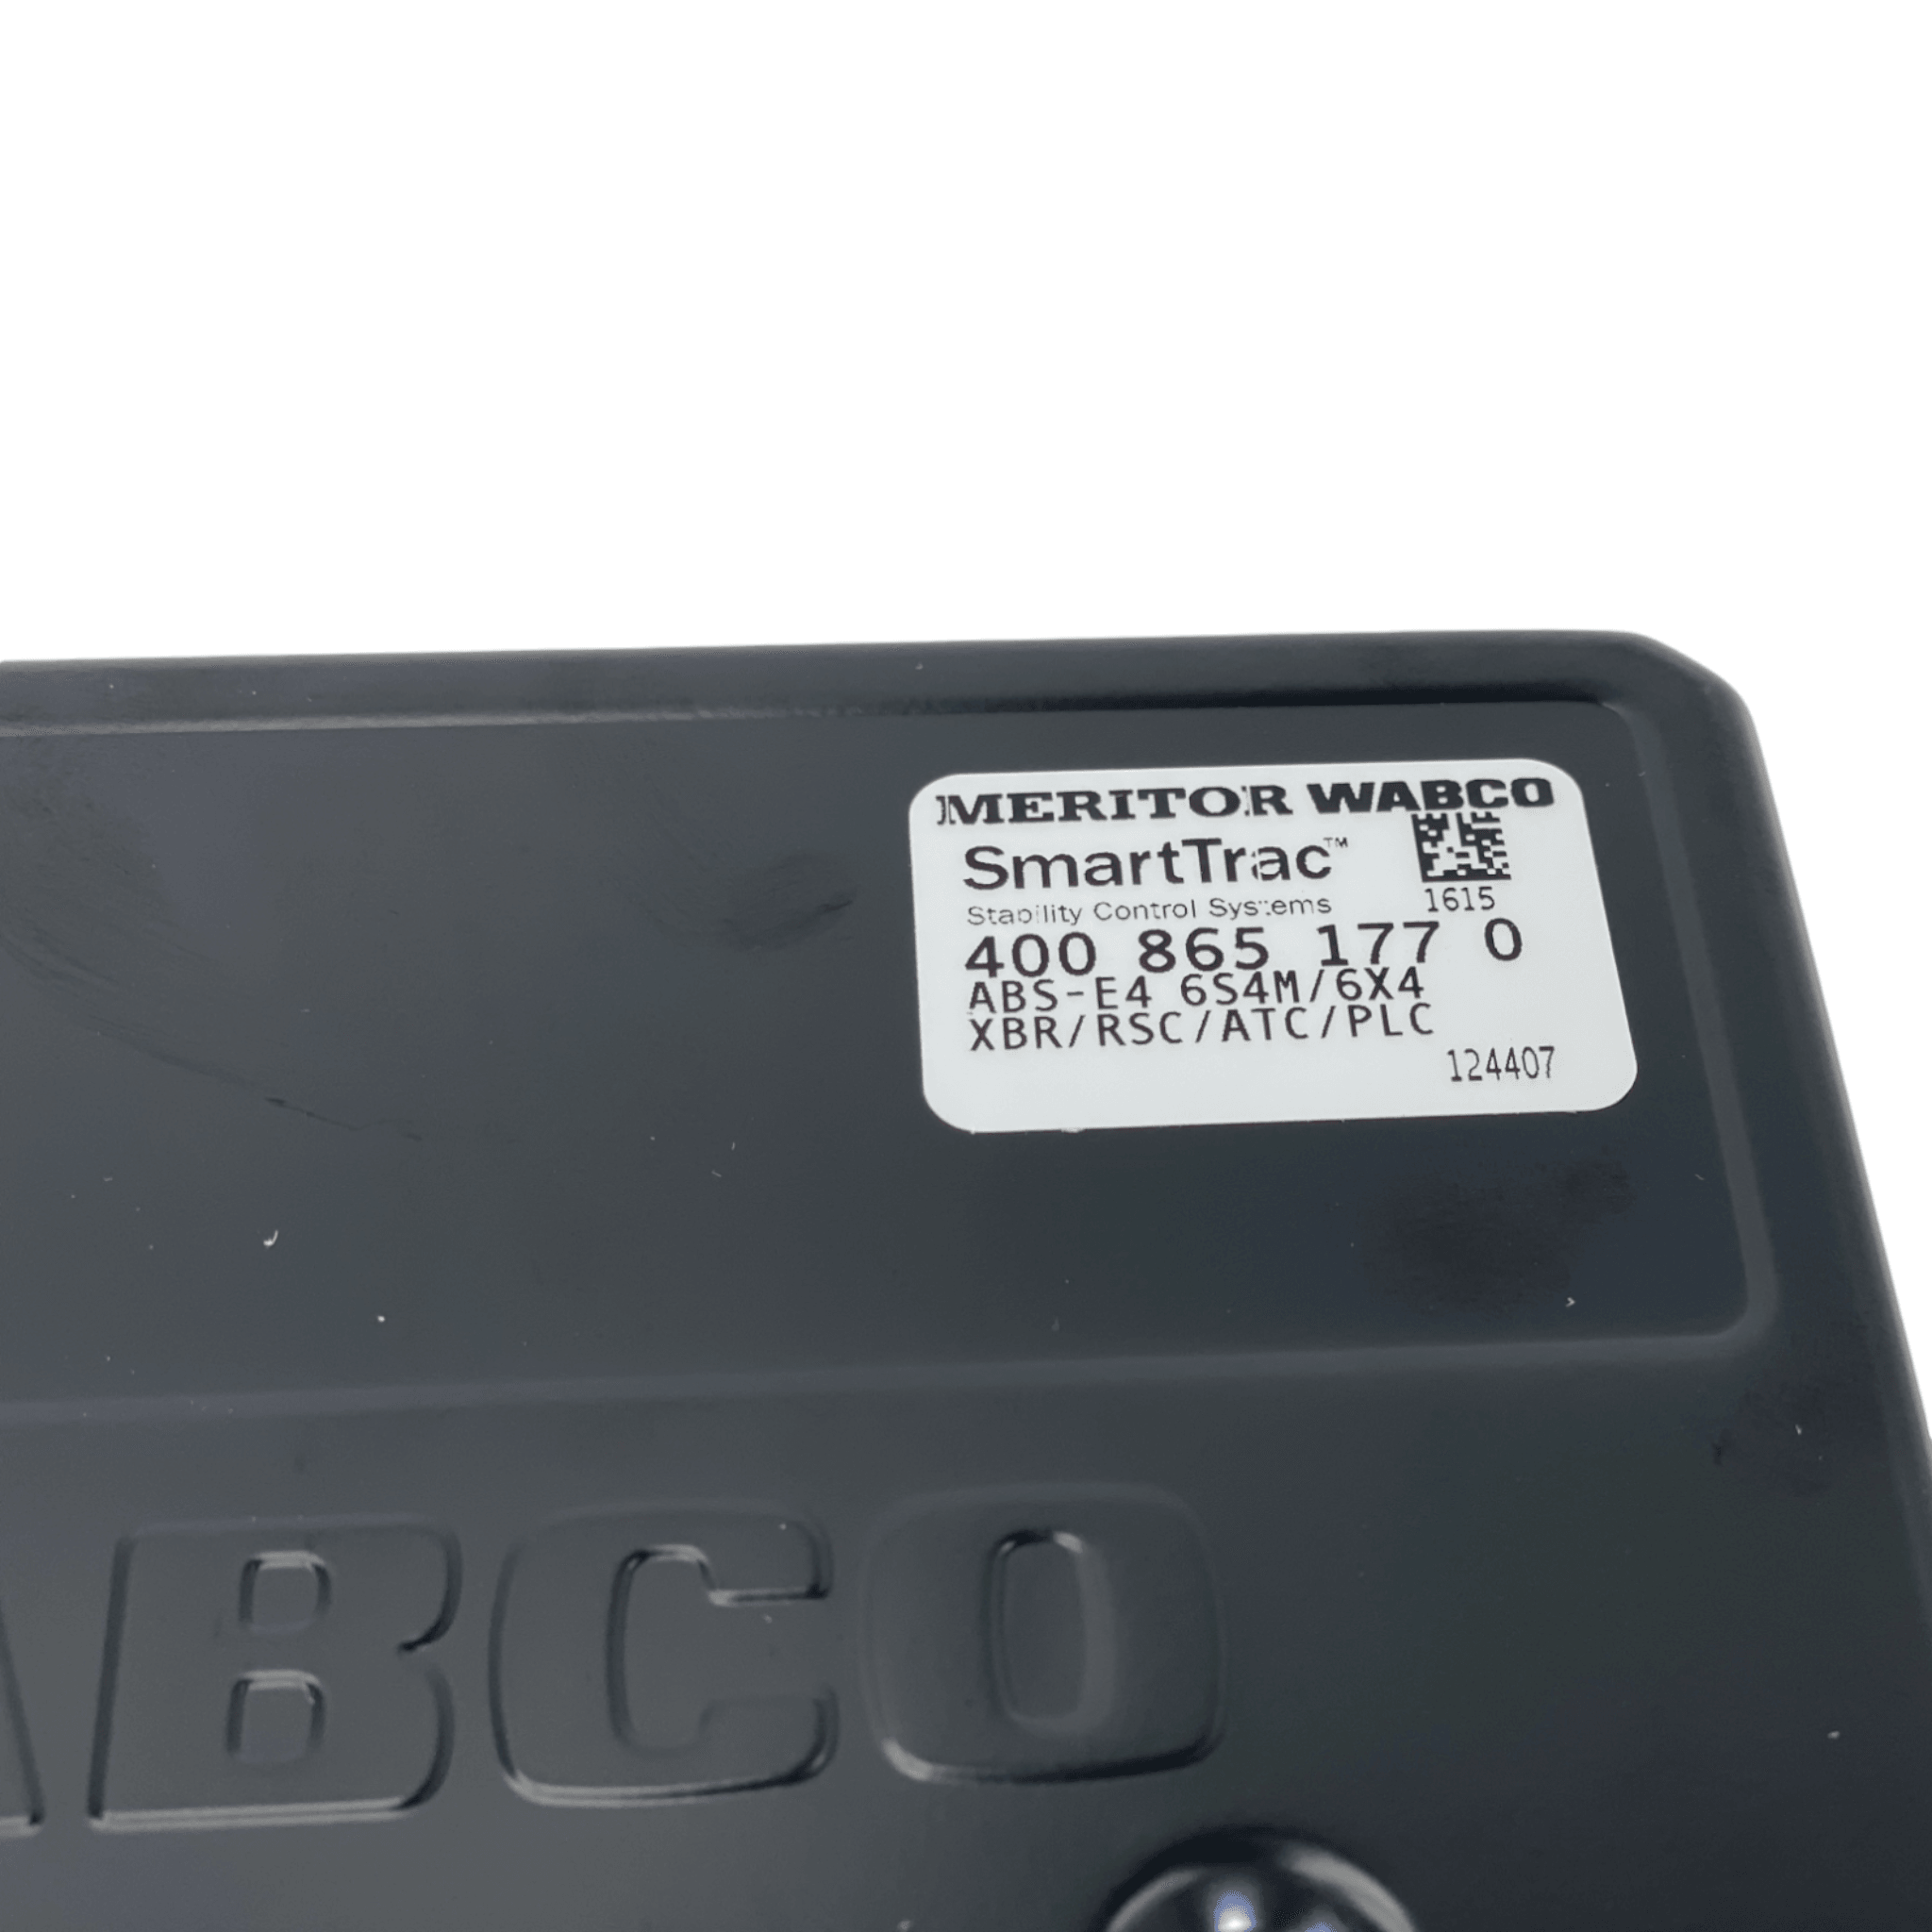 MERITOR WABCO
SmartTrac™
Stability Control Systems
1615
400 865 177 0
ABS-E4 6S4M/6X4
XBR/RSC/ATC/PLC
124407
ABCO